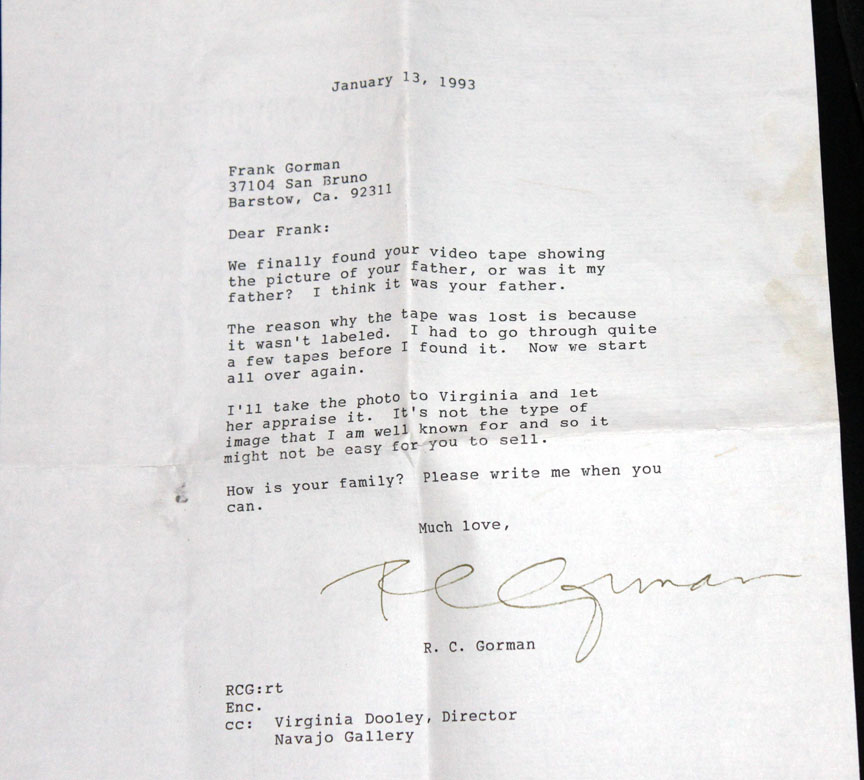 January 13, 1993
Frank Gorman
37104 San Bruno
Barstow, Ca. 92311
Dear Frank:
We finally found your video tape showing
the picture of your father, or was it my
father?  I think it was your father.
The reason why the tape was lost is because
it wasn't labeled.  I had to go through quite
a few tapes before I found it.  Now we start
all over again.
I'll take the photo to Virginia and let
her appraise it.  It's not the type of
image that I am well known for and so it
might not be easy for you to sell.
How is your family?  Please write me when you
can.
Much love,
R C Gorman
R. C. Gorman
RCG:rt
Enc.
cc:  Virginia Dooley, Director
Navajo Gallery